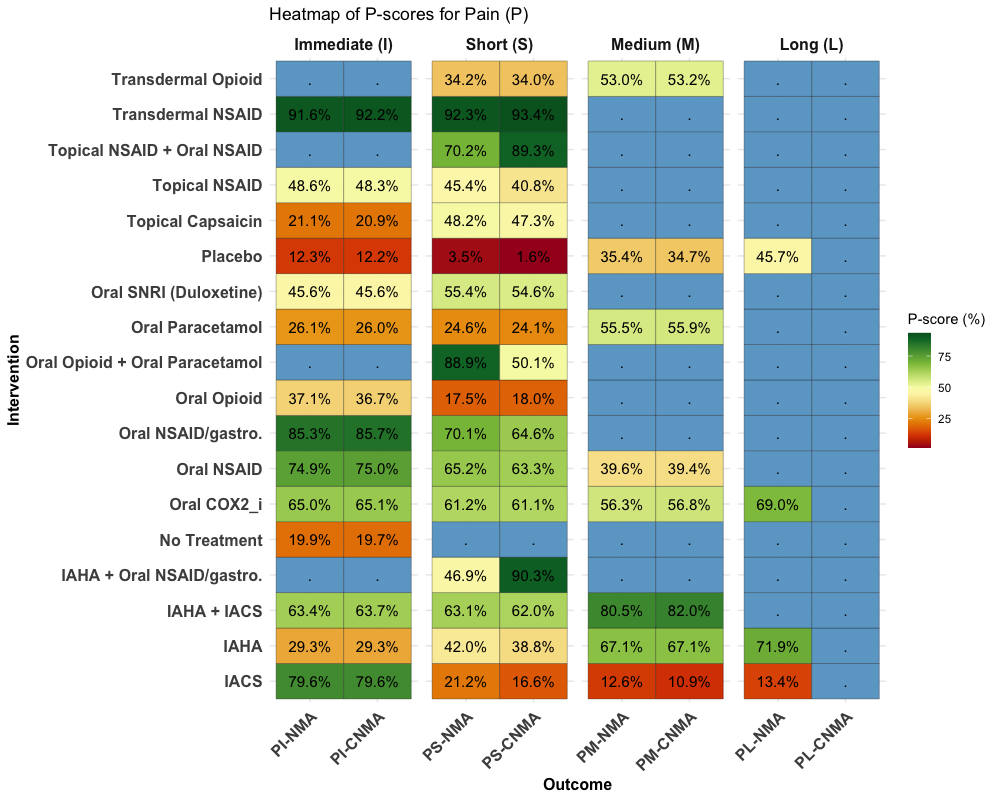 Heatmap of P-scores for Pain (P)
Immediate (I) Short (S) Medium (M) Long (L)
Transdermal Opioid . . 34.2% 34.0% 53.0% 53.2% . .
Transdermal NSAID 91.6% 92.2% 92.3% 93.4% . . . .
Topical NSAID + Oral NSAID . . 70.2% 89.3% . . . .
Topical NSAID 48.6% 48.3% 45.4% 40.8% . . . .
Topical Capsaicin 21.1% 20.9% 48.2% 47.3% . . . .
Placebo 12.3% 12.2% 3.5% 1.6% 35.4% 34.7% 45.7% .
Oral SNRI (Duloxetine) 45.6% 45.6% 55.4% 54.6% . . . .
Oral Paracetamol 26.1% 26.0% 24.6% 24.1% 55.5% 55.9% . .
Oral Opioid + Oral Paracetamol . . 88.9% 50.1% . . . .
Oral Opioid 37.1% 36.7% 17.5% 18.0% . . . .
Oral NSAID/gastro. 85.3% 85.7% 70.1% 64.6% . . . .
Oral NSAID 74.9% 75.0% 65.2% 63.3% 39.6% 39.4% . .
Oral COX2_i 65.0% 65.1% 61.2% 61.1% 56.3% 56.8% 69.0% .
No Treatment 19.9% 19.7% . . . . . .
IAHA + Oral NSAID/gastro. . . 46.9% 90.3% . . . .
IAHA + IACS 63.4% 63.7% 63.1% 62.0% 80.5% 82.0% . .
IAHA 29.3% 29.3% 42.0% 38.8% 67.1% 67.1% 71.9% .
IACS 79.6% 79.6% 21.2% 16.6% 12.6% 10.9% 13.4% .
PI-NMA PI-CNMA PS-NMA PS-CNMA PM-NMA PM-CNMA PL-NMA PL-CNMA
Outcome
Intervention
P-score (%)
75
50
25